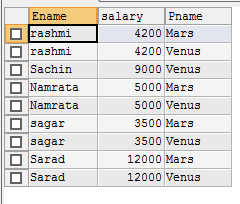 Ename salary Pname
rashmi 4200 Mars
rashmi 4200 Venus
Sachin 9000 Venus
Namrata 5000 Mars
Namrata 5000 Venus
sagar 3500 Mars
sagar 3500 Venus
Sarad 12000 Mars
Sarad 12000 Venus